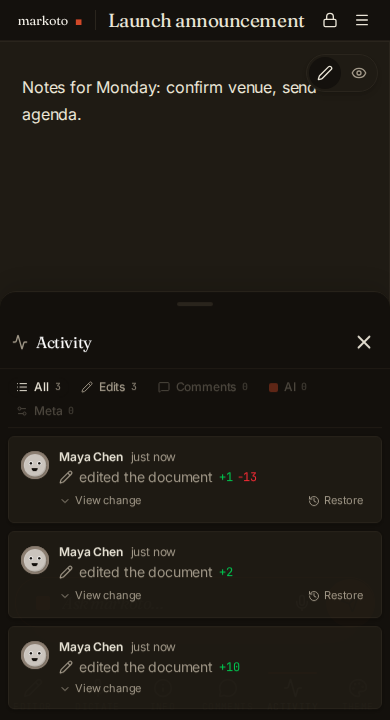 markoto
Launch announcement
Notes for Monday: confirm venue, send
agenda.
Activity
All 3 Edits 3 Comments 0 AI 0
Meta 0
Maya Chen just now
edited the document +1 -13
View change Restore
Maya Chen just now
edited the document +2
View change Restore
Maya Chen just now
edited the document +10
View change Restore